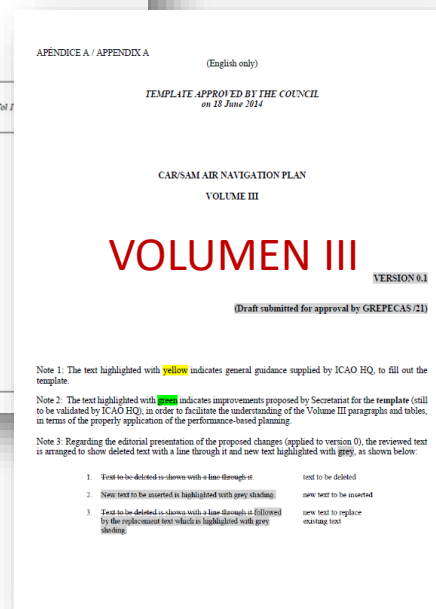 APÉNDICE A / APPENDIX A
(English only)
TEMPLATE APPROVED BY THE COUNCIL
on 18 June 2014
CAR/SAM AIR NAVIGATION PLAN
VOLUME III
VOLUMEN III
VERSION 0.1
(Draft submitted for approval by GREPECAS /21)
Note 1: The text highlighted with yellow indicates general guidance supplied by ICAO HQ, to fill out the
template.
Note 2: The text highlighted with green indicates improvements proposed by Secretariat for the template (still
to be validated by ICAO HQ), in order to facilitate the understanding of the Volume III paragraphs and tables,
in terms of the properly application of the performance-based planning.
Note 3: Regarding the editorial presentation of the proposed changes (applied to version 0), the reviewed text
is arranged to show deleted text with a line through it and new text highlighted with grey, as shown below:
1. Text to be deleted is shown with a line through it. text to be deleted
2. New text to be inserted is highlighted with grey shading. new text to be inserted
3. Text to be deleted is shown with a line through it followed new text to replace
by the replacement text which is highlighted with grey existing text
shading.